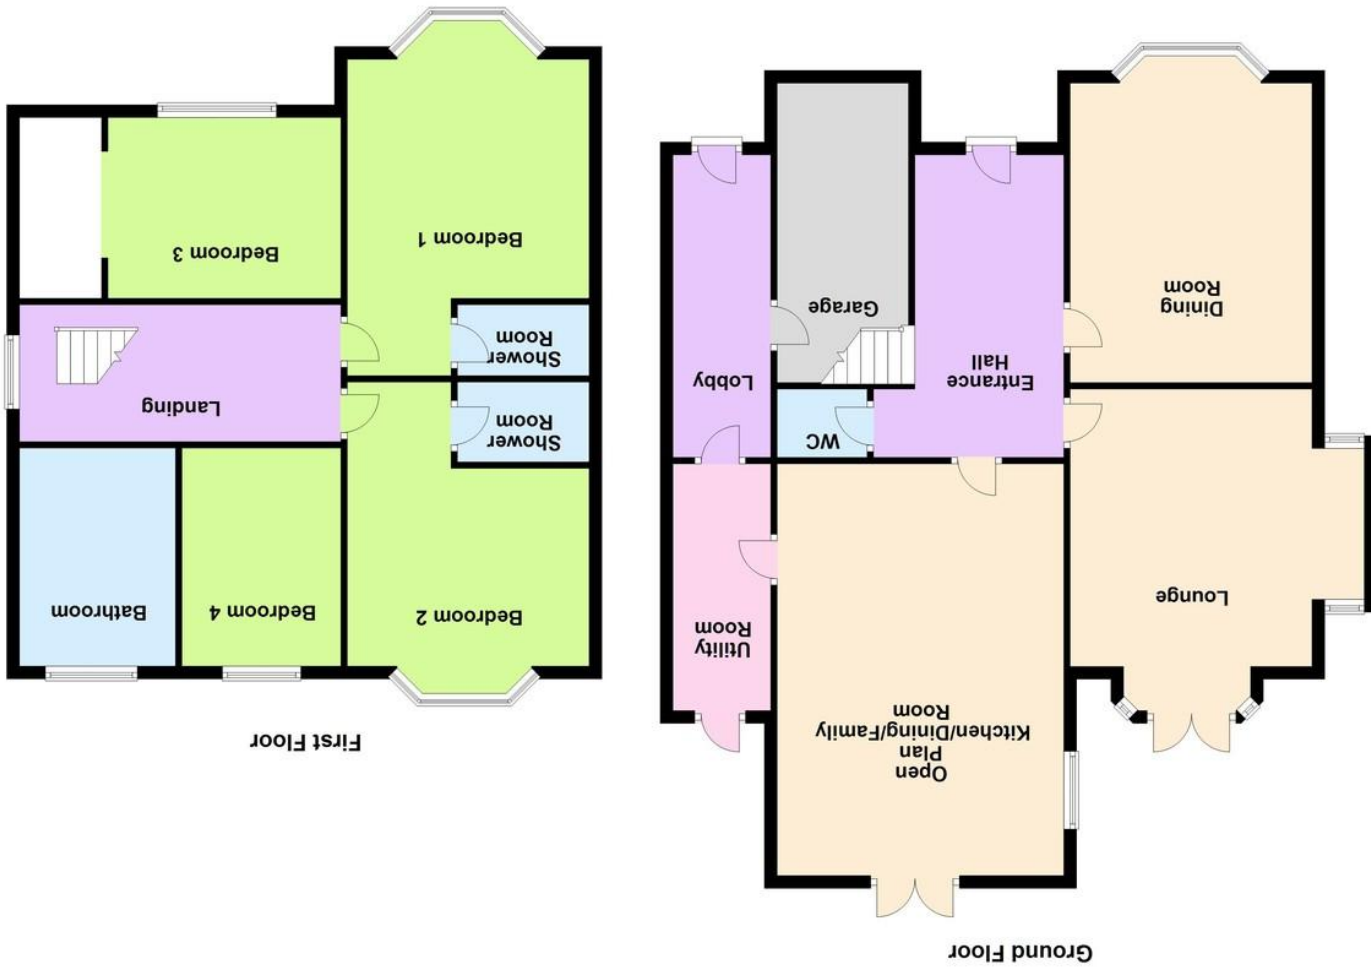 Ground Floor
Open
Plan
Kitchen/Dining/Family
Room
Utility
Room
Lounge
WC
Lobby
Entrance
Hall
Garage
Dining
Room
First Floor
Bedroom 2
Bedroom 4
Bathroom
Shower
Room
Landing
Shower
Room
Bedroom 1
Bedroom 3